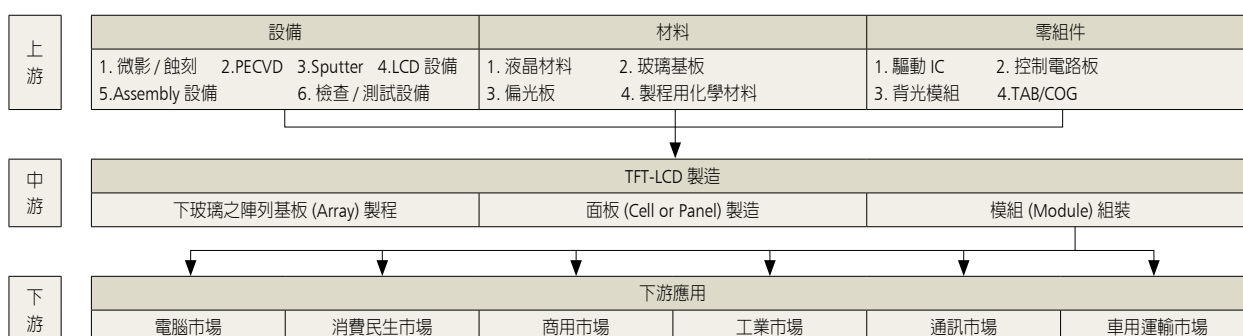 上游
設備
材料
零組件
1. 微影 / 蝕刻 2.PECVD 3.Sputter 4.LCD 設備
5.Assembly 設備 6. 檢查 / 測試設備
1. 液晶材料 2. 玻璃基板
3. 偏光板 4. 製程用化學材料
1. 驅動 IC 2. 控制電路板
3. 背光模組 4.TAB/COG
中游
TFT-LCD 製造
下玻璃之陣列基板 (Array) 製程
面板 (Cell or Panel) 製造
模組 (Module) 組裝
下游
下游應用
電腦市場
消費民生市場
商用市場
工業市場
通訊市場
車用運輸市場